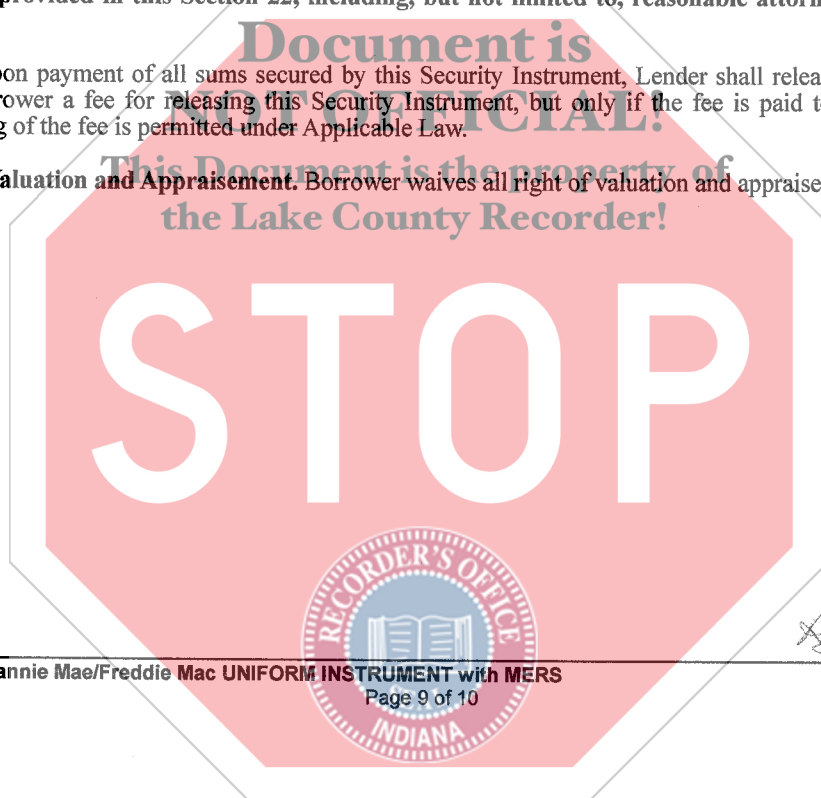 provided in this Section 22, including, but not limited to, reasonable
Document is
pon payment of all sums secured by this Security Instrument, Lender shall relea
rower a fee for releasing this Security Instrument, but only if the fee is paid t
NOT OFFICIAL!
g of the fee is permitted under Applicable Law.
This Document is the property of
aluation and Appraisement. Borrower waives all right of valuation and appraise
the Lake County Recorder!
STOP
RECORDER'S OFFICE
annie Mae/Freddie Mac UNIFORM INSTRUMENT with MERS
Page 9 of 10
INDIANA